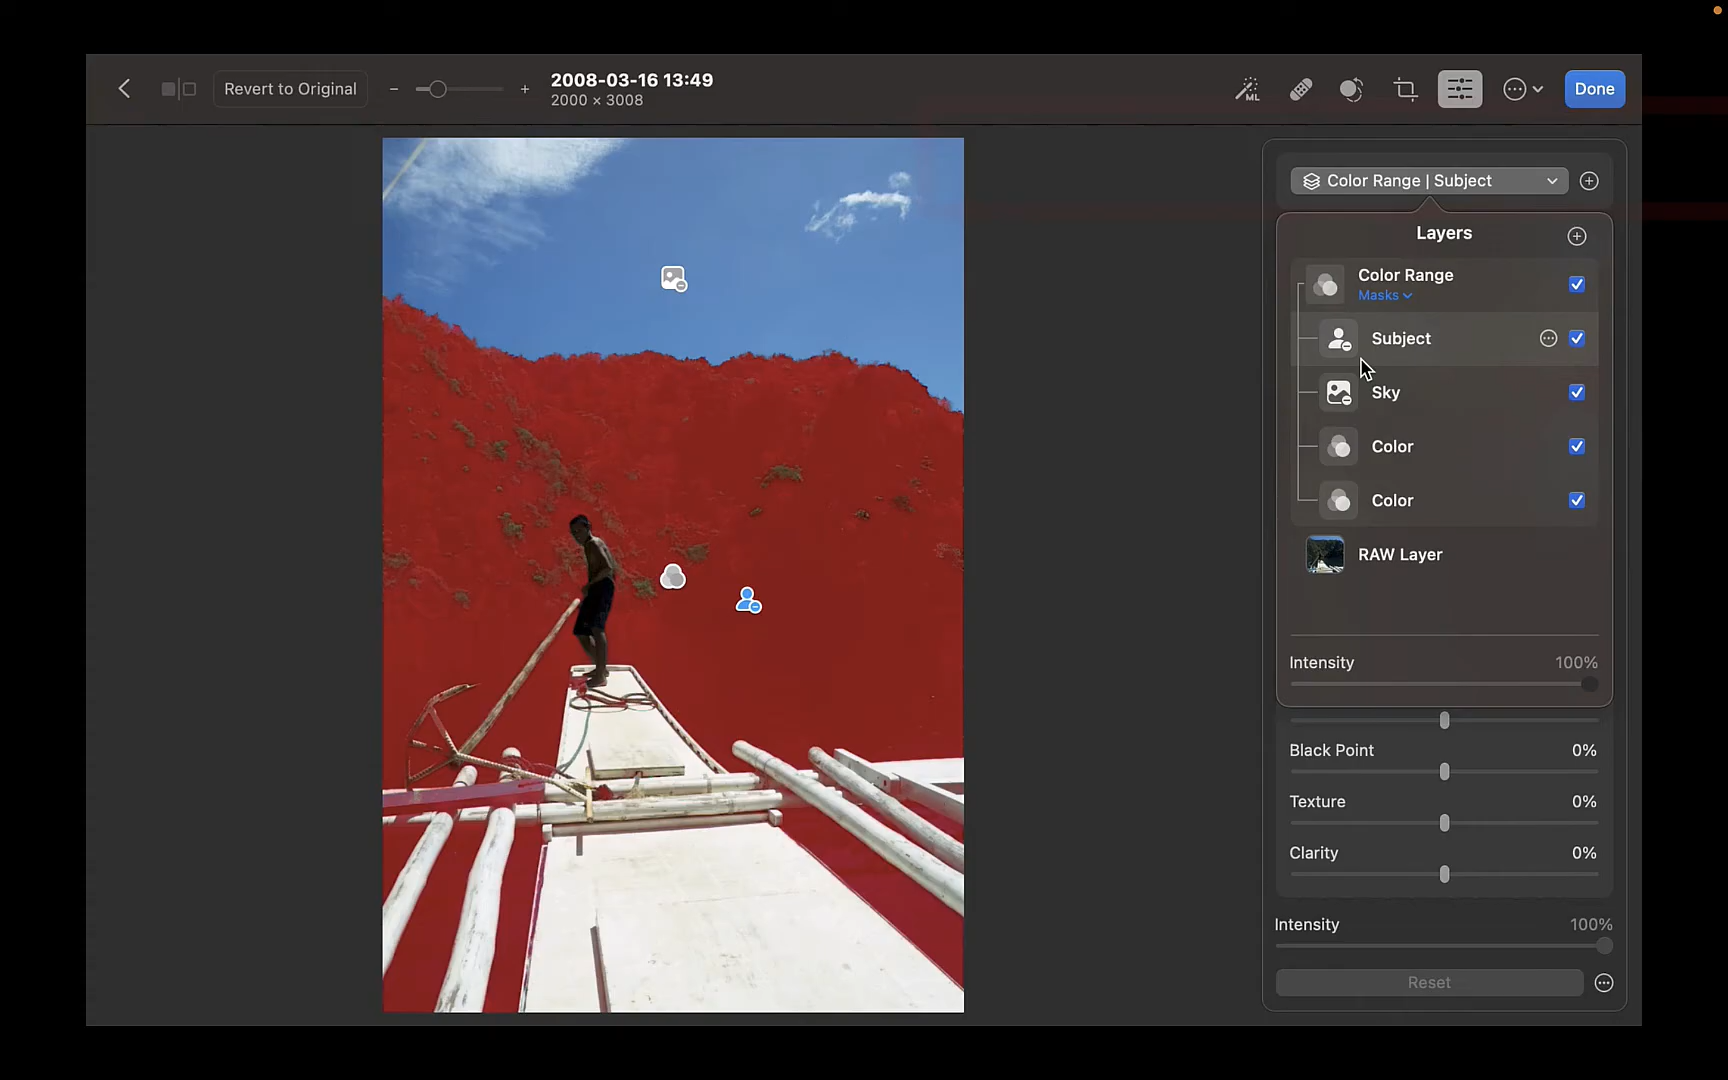 Revert to Original
2008-03-16 13:49
2000 × 3008
ML
Done
Color Range | Subject
Layers
Color Range
Masks
Subject
Sky
Color
Color
RAW Layer
Intensity 100%
Black Point 0%
Texture 0%
Clarity 0%
Intensity 100%
Reset